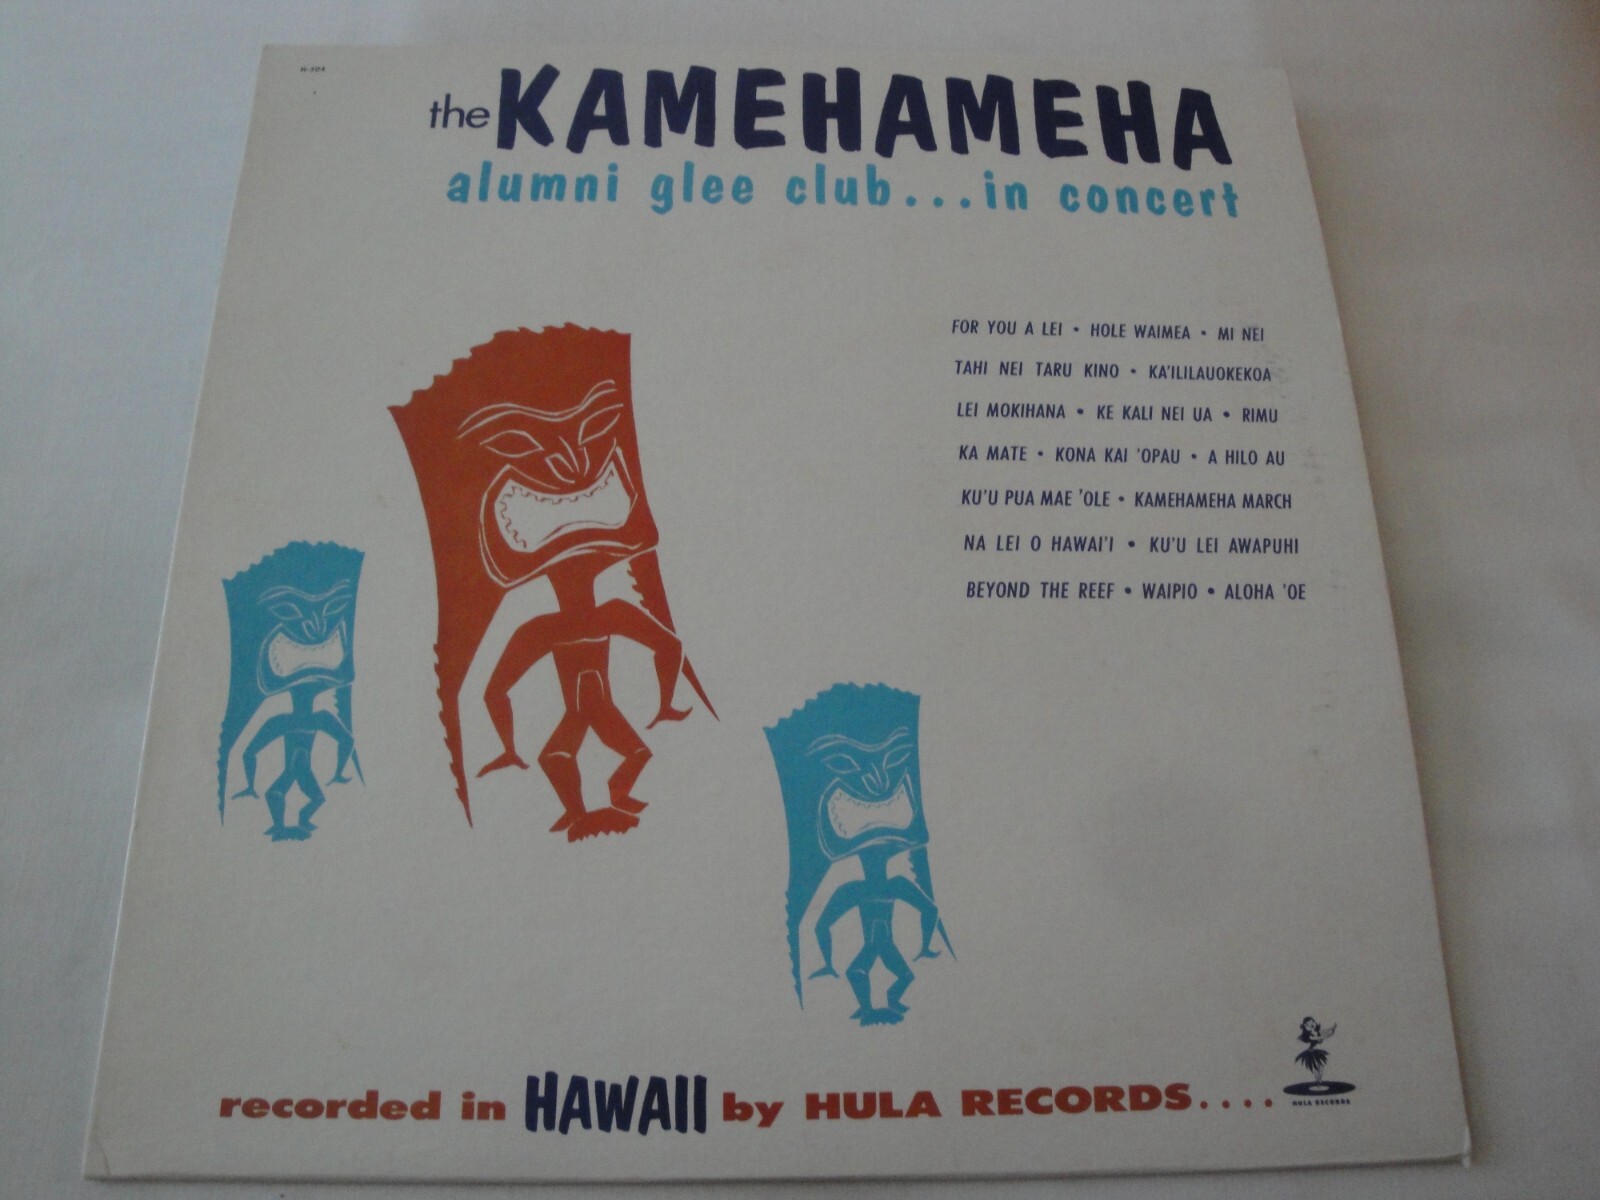 H-504
the KAMEHAMEHA
alumni glee club...in concert
FOR YOU A LEI • HOLE WAIMEA • MI NEI
TAHI NEI TARU KINO • KA'ILILAUOKEKOA
LEI MOKIHANA • KE KALI NEI UA • RIMU
KA MATE • KONA KAI 'OPAU • A HILO AU
KU'U PUA MAE 'OLE • KAMEHAMEHA MARCH
NA LEI O HAWAI'I • KU'U LEI AWAPUHI
BEYOND THE REEF • WAIPIO • ALOHA 'OE
recorded in HAWAII by HULA RECORDS....
HULA RECORDS